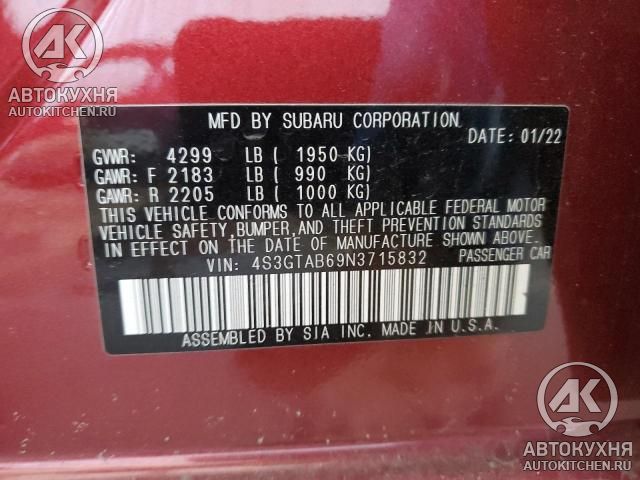 АК
АВТОКУХНЯ
AUTOKITCHEN.RU
MFD BY SUBARU CORPORATION
DATE: 01/22
GVWR: 4299 LB ( 1950 KG)
GAWR: F 2183 LB ( 990 KG)
GAWR: R 2205 LB ( 1000 KG)
THIS VEHICLE CONFORMS TO ALL APPLICABLE FEDERAL MOTOR
VEHICLE SAFETY,BUMPER,AND THEFT PREVENTION STANDARDS
IN EFFECT ON THE DATE OF MANUFACTURE SHOWN ABOVE.
VIN: 4S3GTAB69N3715832 PASSENGER CAR
ASSEMBLED BY SIA INC. MADE IN U.S.A.
АК
АВТОКУХНЯ
AUTOKITCHEN.RU